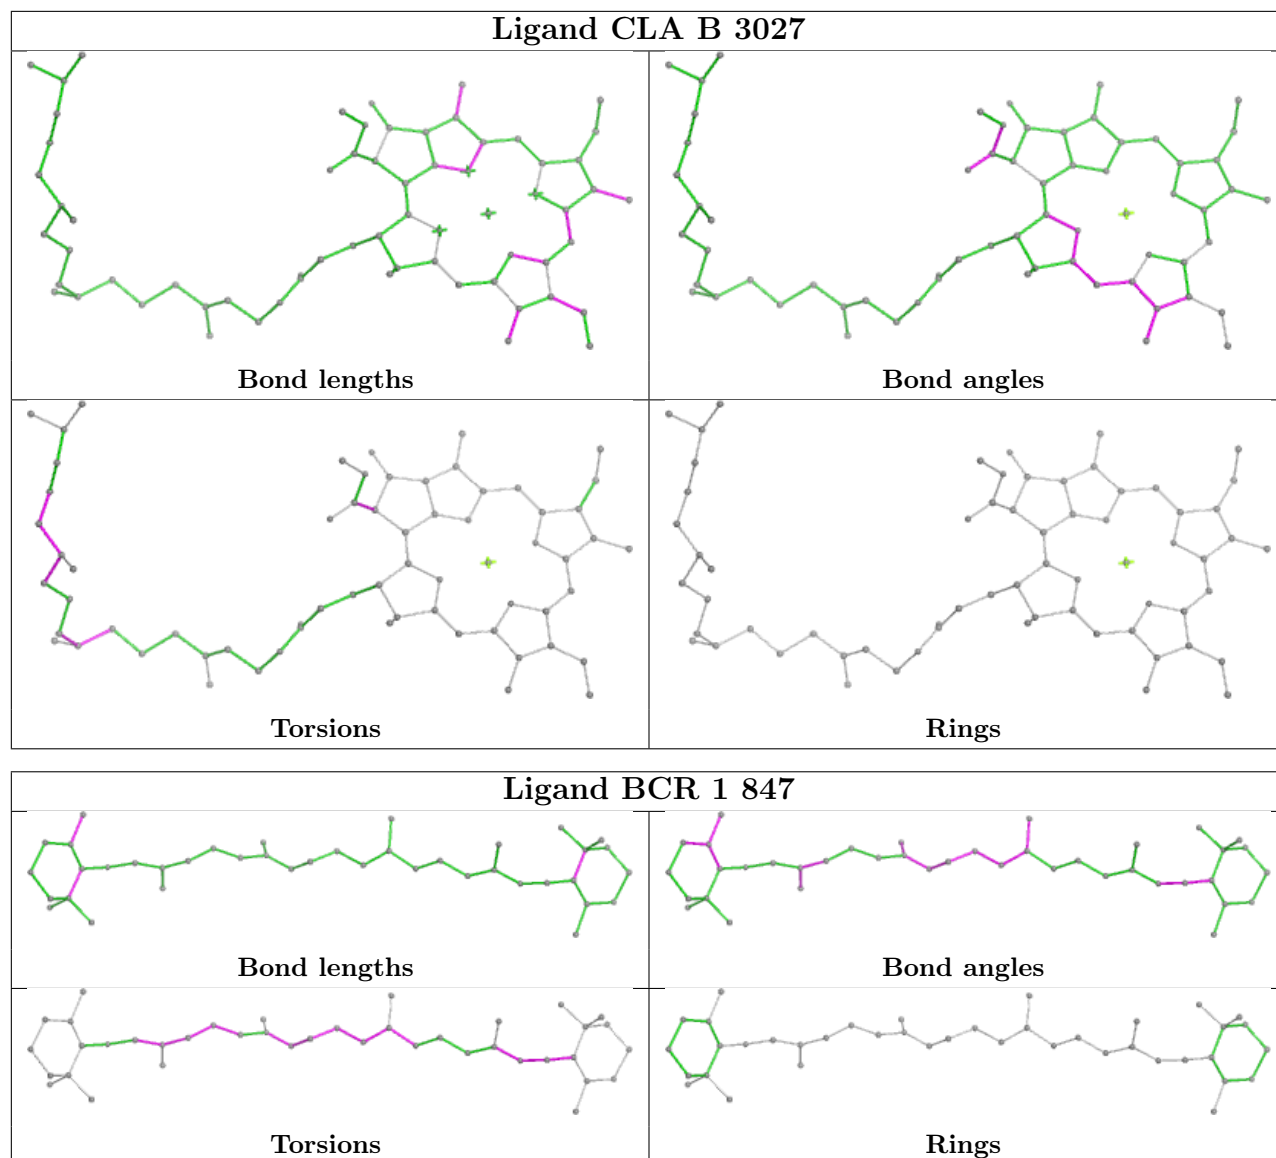 Ligand CLA B 3027
Bond lengths
Bond angles
Torsions
Rings
Ligand BCR 1 847
Bond lengths
Bond angles
Torsions
Rings